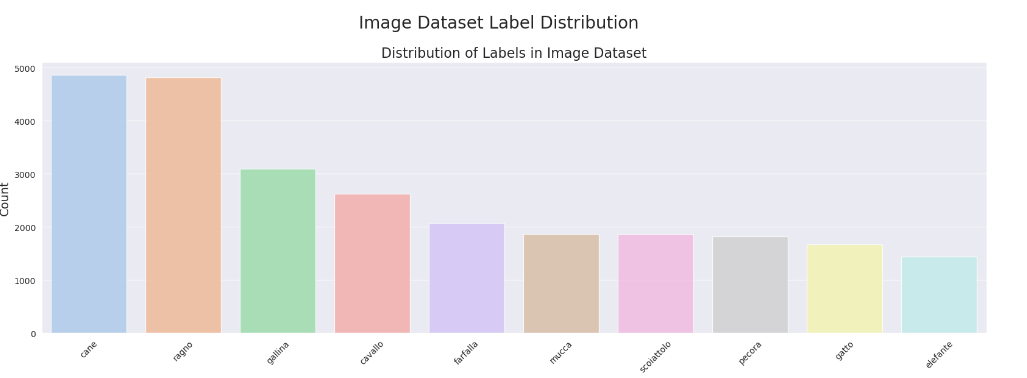 Image Dataset Label Distribution
Distribution of Labels in Image Dataset
Count
5000
4000
3000
2000
1000
0
cane
ragno
gallina
cavallo
farfalla
mucca
scoiattolo
pecora
gatto
elefante